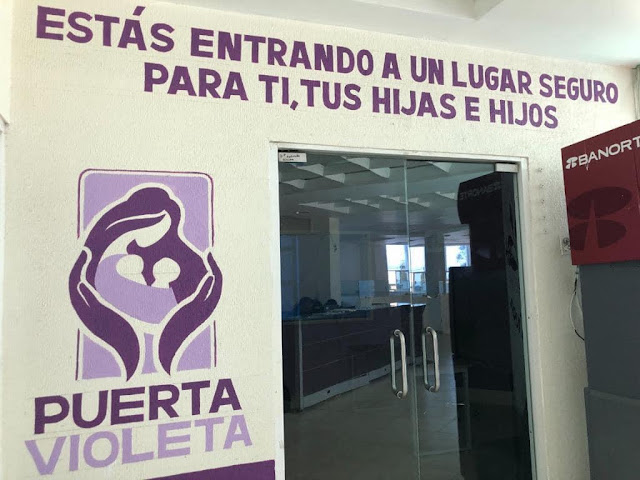 ESTÁS ENTRANDO A UN LUGAR SEGURO
PARA TI, TUS HIJAS E HIJOS
BANORT
PUERTA
VIOLETA